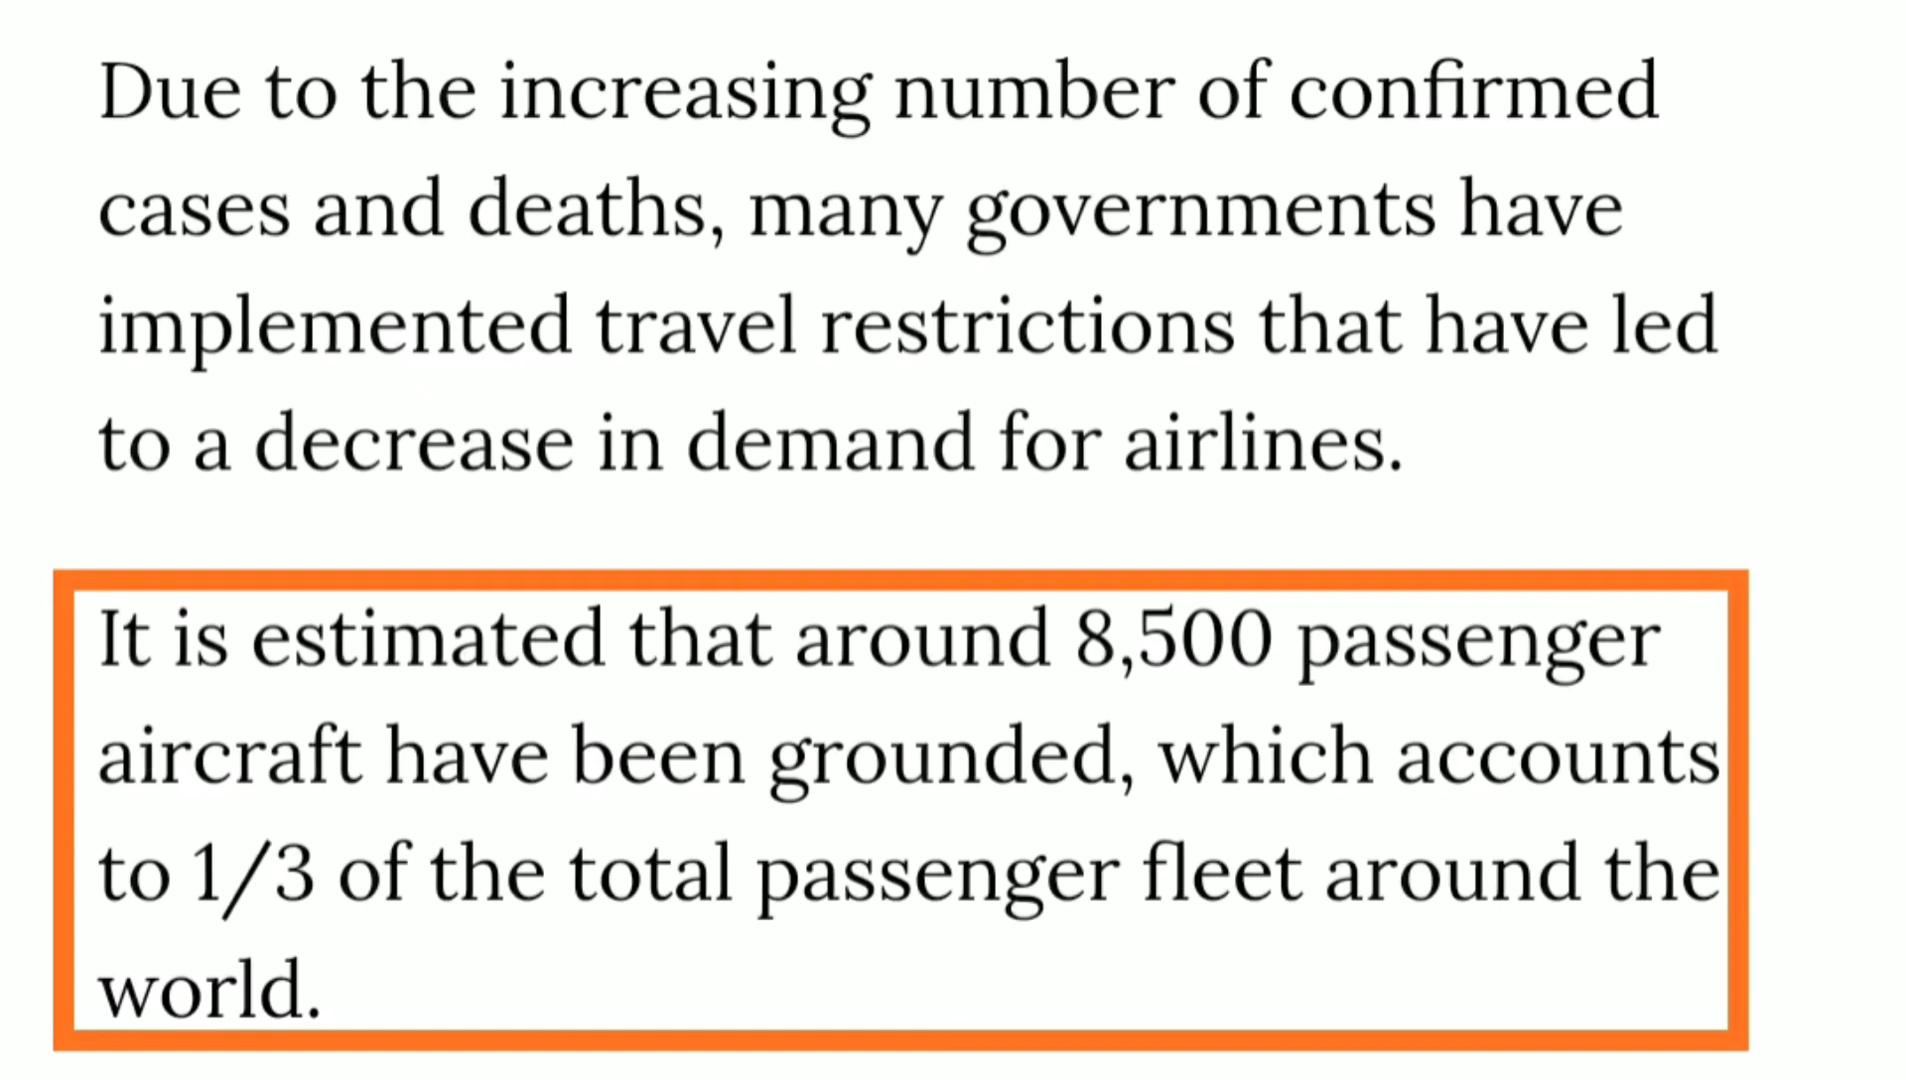 Due to the increasing number of confirmed
cases and deaths, many governments have
implemented travel restrictions that have led
to a decrease in demand for airlines.
It is estimated that around 8,500 passenger
aircraft have been grounded, which accounts
to 1/3 of the total passenger fleet around the
world.